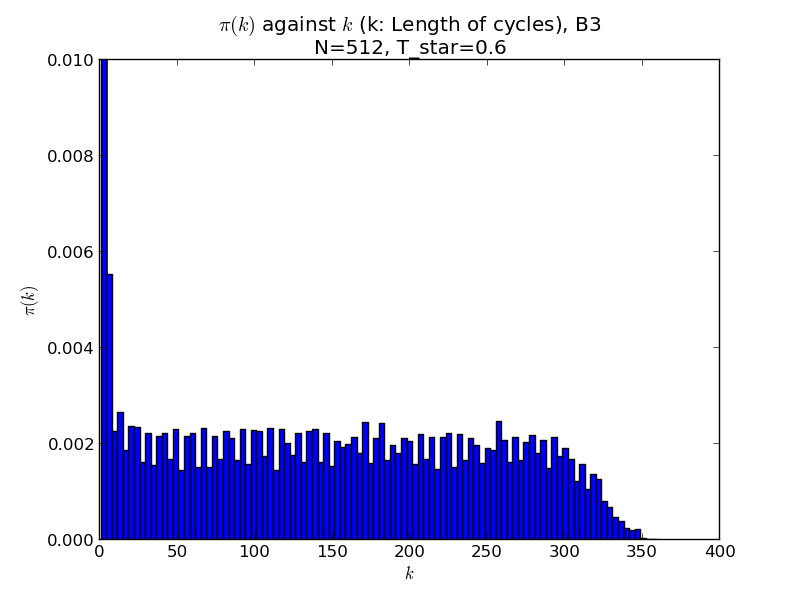 π(k) against k (k: Length of cycles), B3
N=512, T_star=0.6
0.010
0.008
0.006
0.004
0.002
0.000
π(k)
0 50 100 150 200 250 300 350 400
k